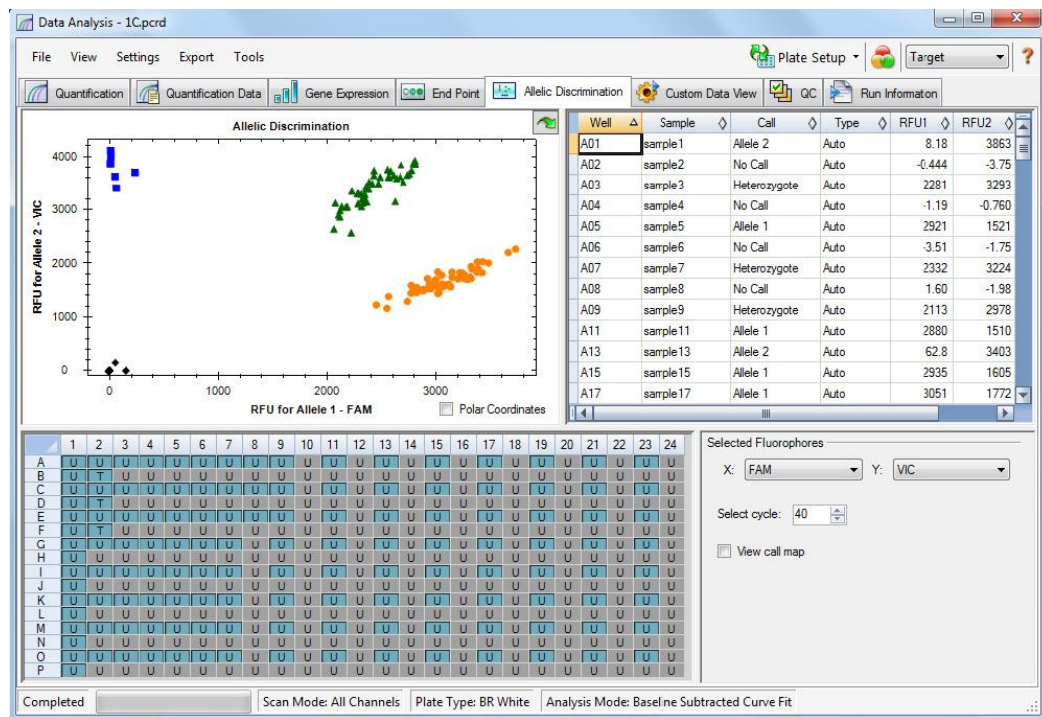 Data Analysis - 1C.pcrd
File View Settings Export Tools Plate Setup Target ?
Quantification Quantification Data Gene Expression End Point Allelic Discrimination Custom Data View QC Run Informaton
Allelic Discrimination
RFU for Allele 2 - VIC
4000
3000
2000
1000
0
0 1000 2000 3000
RFU for Allele 1 - FAM Polar Coordinates
Well Sample Call Type RFU1 RFU2
A01 sample1 Allele 2 Auto 8.18 3863
A02 sample2 No Call Auto -0.444 -3.75
A03 sample3 Heterozygote Auto 2281 3293
A04 sample4 No Call Auto -1.19 -0.760
A05 sample5 Allele 1 Auto 2921 1521
A06 sample6 No Call Auto -3.51 -1.75
A07 sample7 Heterozygote Auto 2332 3224
A08 sample8 No Call Auto 1.60 -1.98
A09 sample9 Heterozygote Auto 2113 2978
A11 sample11 Allele 1 Auto 2880 1510
A13 sample13 Allele 2 Auto 62.8 3403
A15 sample15 Allele 1 Auto 2935 1605
A17 sample17 Allele 1 Auto 3051 1772
1 2 3 4 5 6 7 8 9 10 11 12 13 14 15 16 17 18 19 20 21 22 23 24
A U U U U U U U U U U U U U U U U U U U U U U U U
B U T U U U U U U U U U U U U U U U U U U U U U U
C U U U U U U U U U U U U U U U U U U U U U U U U
D U T U U U U U U U U U U U U U U U U U U U U U U
E U U U U U U U U U U U U U U U U U U U U U U U U
F U T U U U U U U U U U U U U U U U U U U U U U U
G U U U U U U U U U U U U U U U U U U U U U U U U
H U U U U U U U U U U U U U U U U U U U U U U U U
I U U U U U U U U U U U U U U U U U U U U U U U U
J U U U U U U U U U U U U U U U U U U U U U U U U
K U U U U U U U U U U U U U U U U U U U U U U U U
L U U U U U U U U U U U U U U U U U U U U U U U U
M U U U U U U U U U U U U U U U U U U U U U U U U
N U U U U U U U U U U U U U U U U U U U U U U U U
O U U U U U U U U U U U U U U U U U U U U U U U U
P U U U U U U U U U U U U U U U U U U U U U U U U
Selected Fluorophores
X: FAM Y: VIC
Select cycle: 40
View call map
Completed Scan Mode: All Channels Plate Type: BR White Analysis Mode: Baseline Subtracted Curve Fit